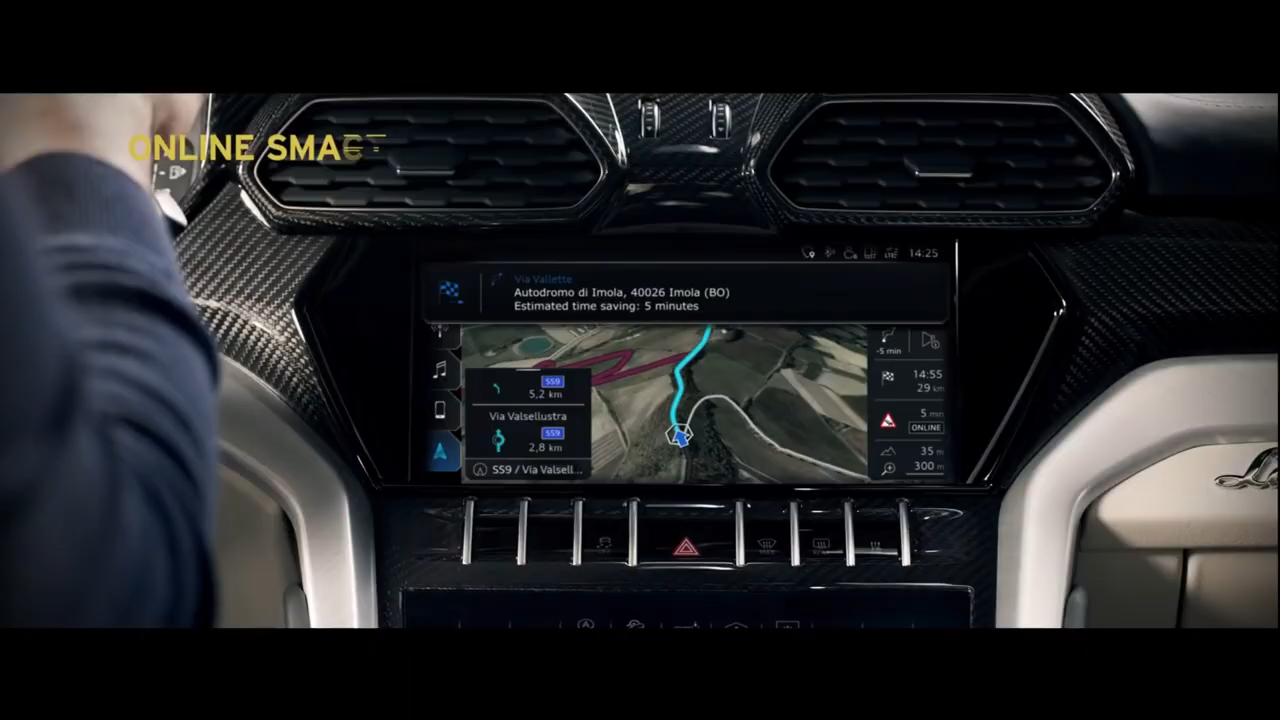 ONLINE SMART
14:25
Via Vallette
Autodromo di Imola, 40026 Imola (BO)
Estimated time saving: 5 minutes
-5 min
SS9
5,2 km
Via Valsellustra
SS9
2,8 km
SS9 / Via Valsell...
14:55
29 km
5 min
ONLINE
35 m
300 m